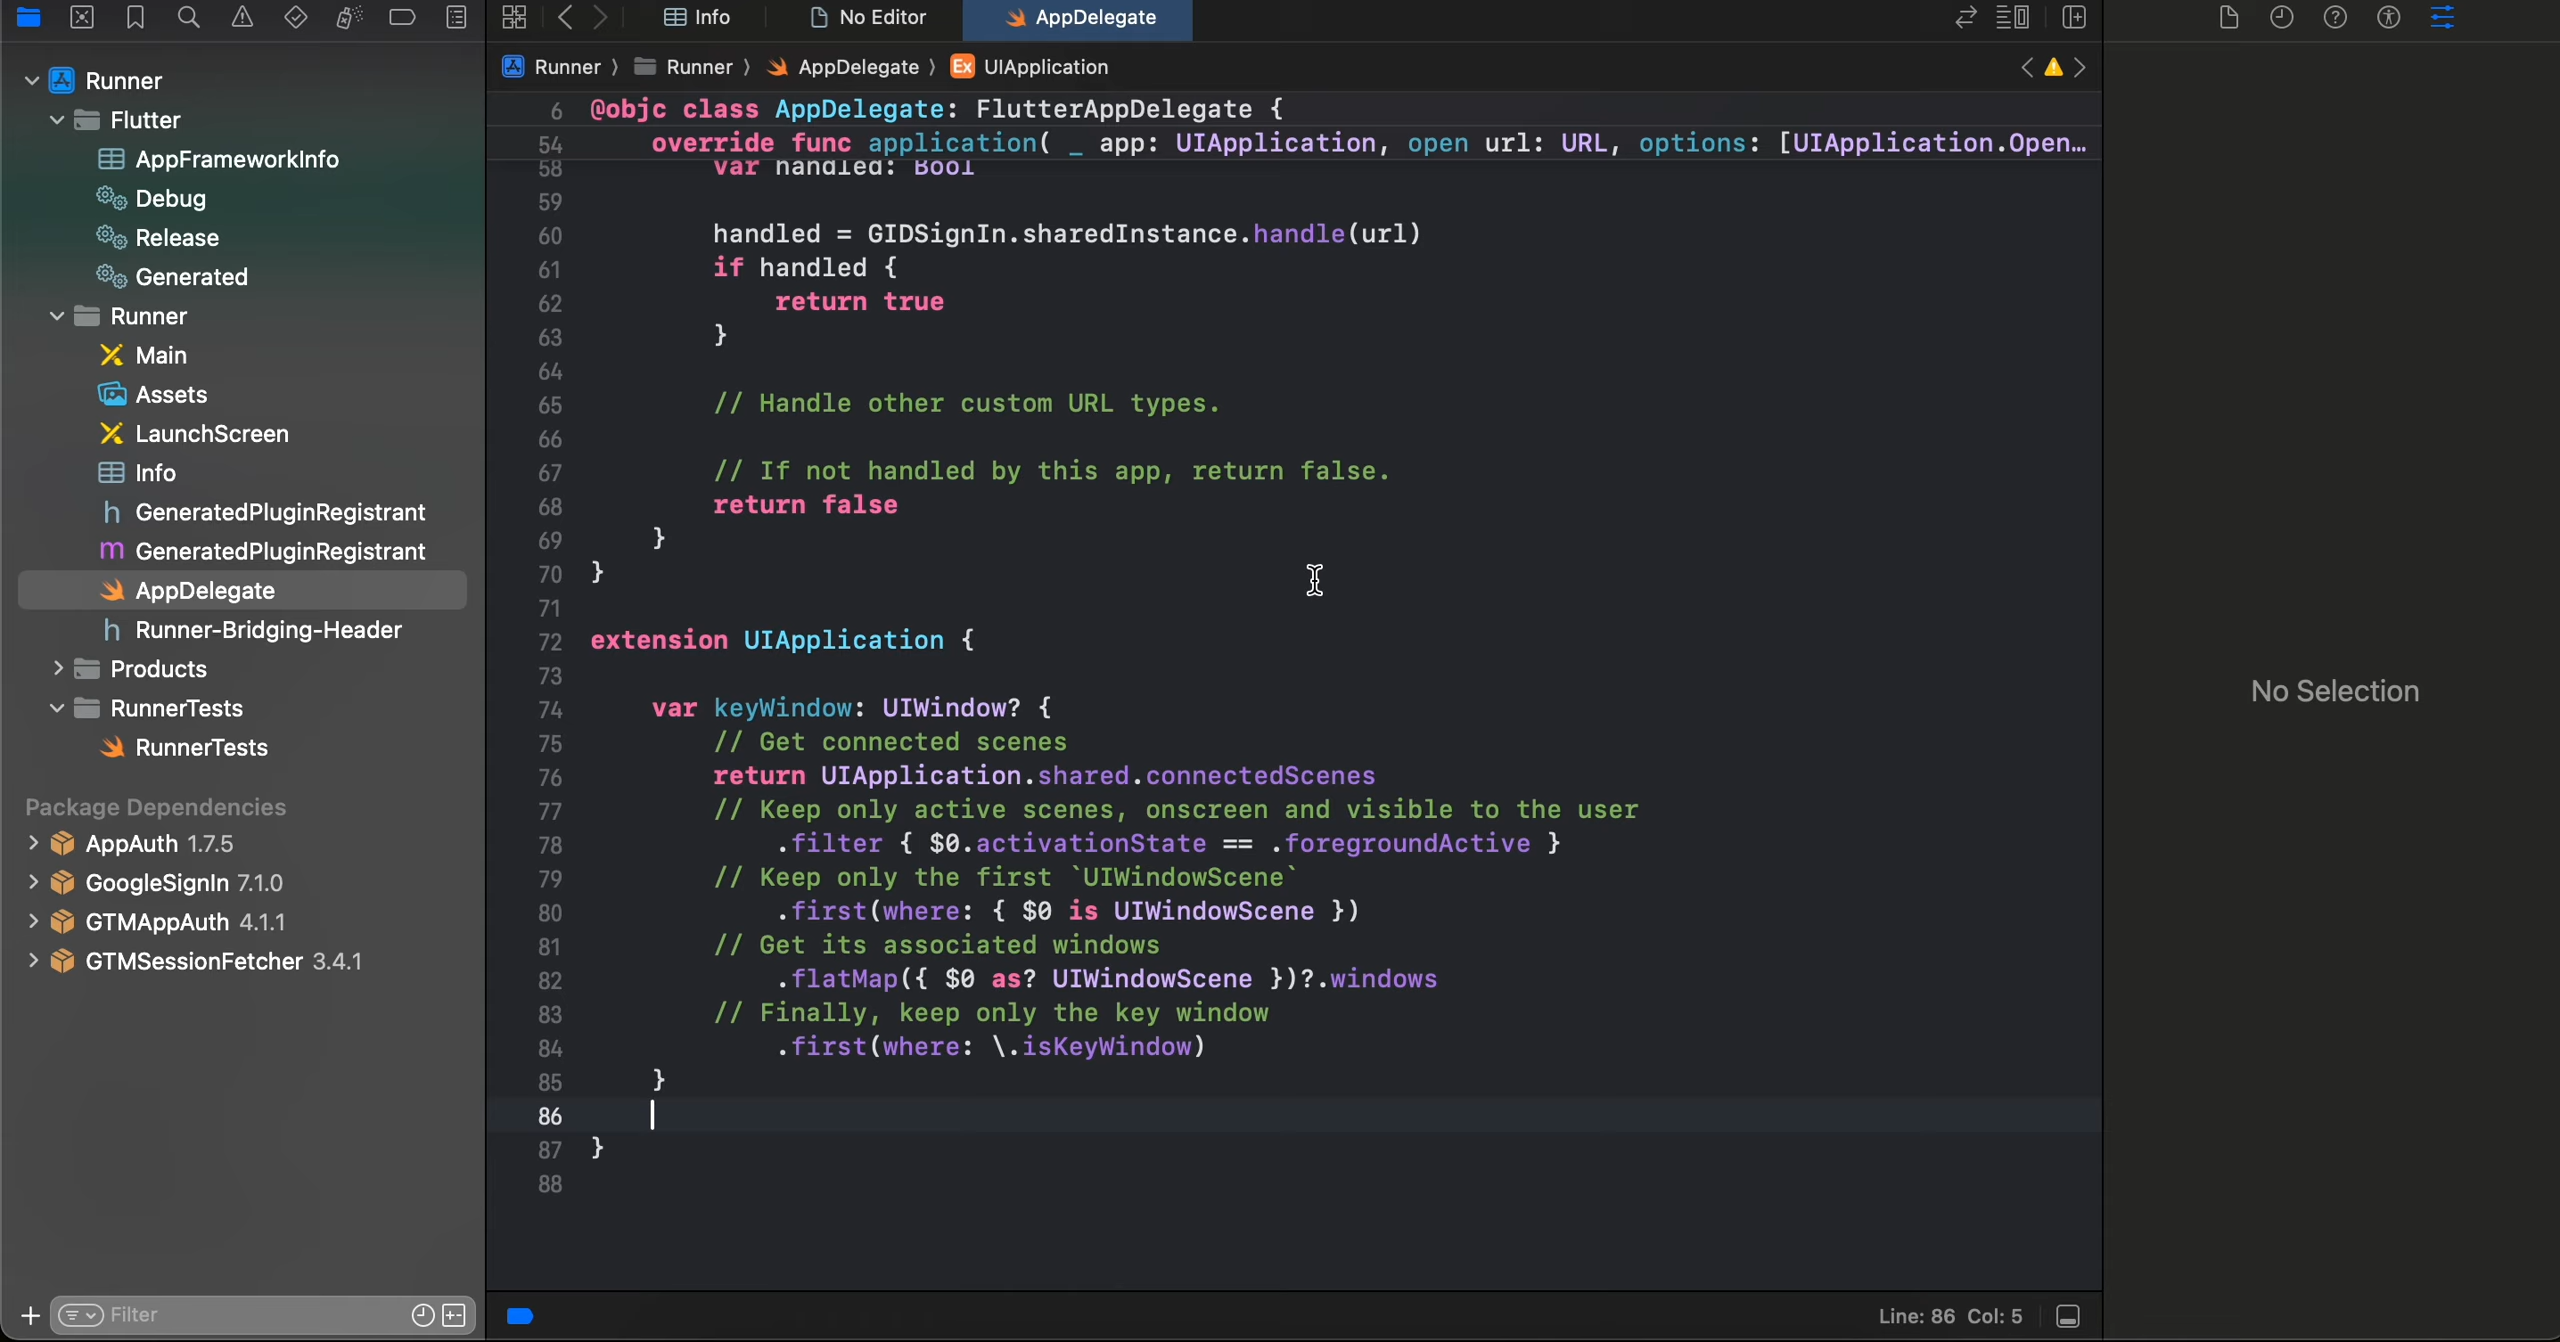 Info
No Editor
AppDelegate
Runner
Runner
AppDelegate
Ex UIApplication
Runner
Flutter
AppFrameworkInfo
Debug
Release
Generated
Runner
Main
Assets
LaunchScreen
Info
h GeneratedPluginRegistrant
m GeneratedPluginRegistrant
AppDelegate
h Runner-Bridging-Header
Products
RunnerTests
RunnerTests
Package Dependencies
AppAuth 1.7.5
GoogleSignIn 7.1.0
GTMAppAuth 4.1.1
GTMSessionFetcher 3.4.1
Filter
6 @objc class AppDelegate: FlutterAppDelegate {
54 override func application( _ app: UIApplication, open url: URL, options: [UIApplication.Open…
58 var handled: Bool
59
60 handled = GIDSignIn.sharedInstance.handle(url)
61 if handled {
62 return true
63 }
64
65 // Handle other custom URL types.
66
67 // If not handled by this app, return false.
68 return false
69 }
70 }
71
72 extension UIApplication {
73
74 var keyWindow: UIWindow? {
75 // Get connected scenes
76 return UIApplication.shared.connectedScenes
77 // Keep only active scenes, onscreen and visible to the user
78 .filter { $0.activationState == .foregroundActive }
79 // Keep only the first `UIWindowScene`
80 .first(where: { $0 is UIWindowScene })
81 // Get its associated windows
82 .flatMap({ $0 as? UIWindowScene })?.windows
83 // Finally, keep only the key window
84 .first(where: \.isKeyWindow)
85 }
86
87 }
88
Line: 86 Col: 5
No Selection